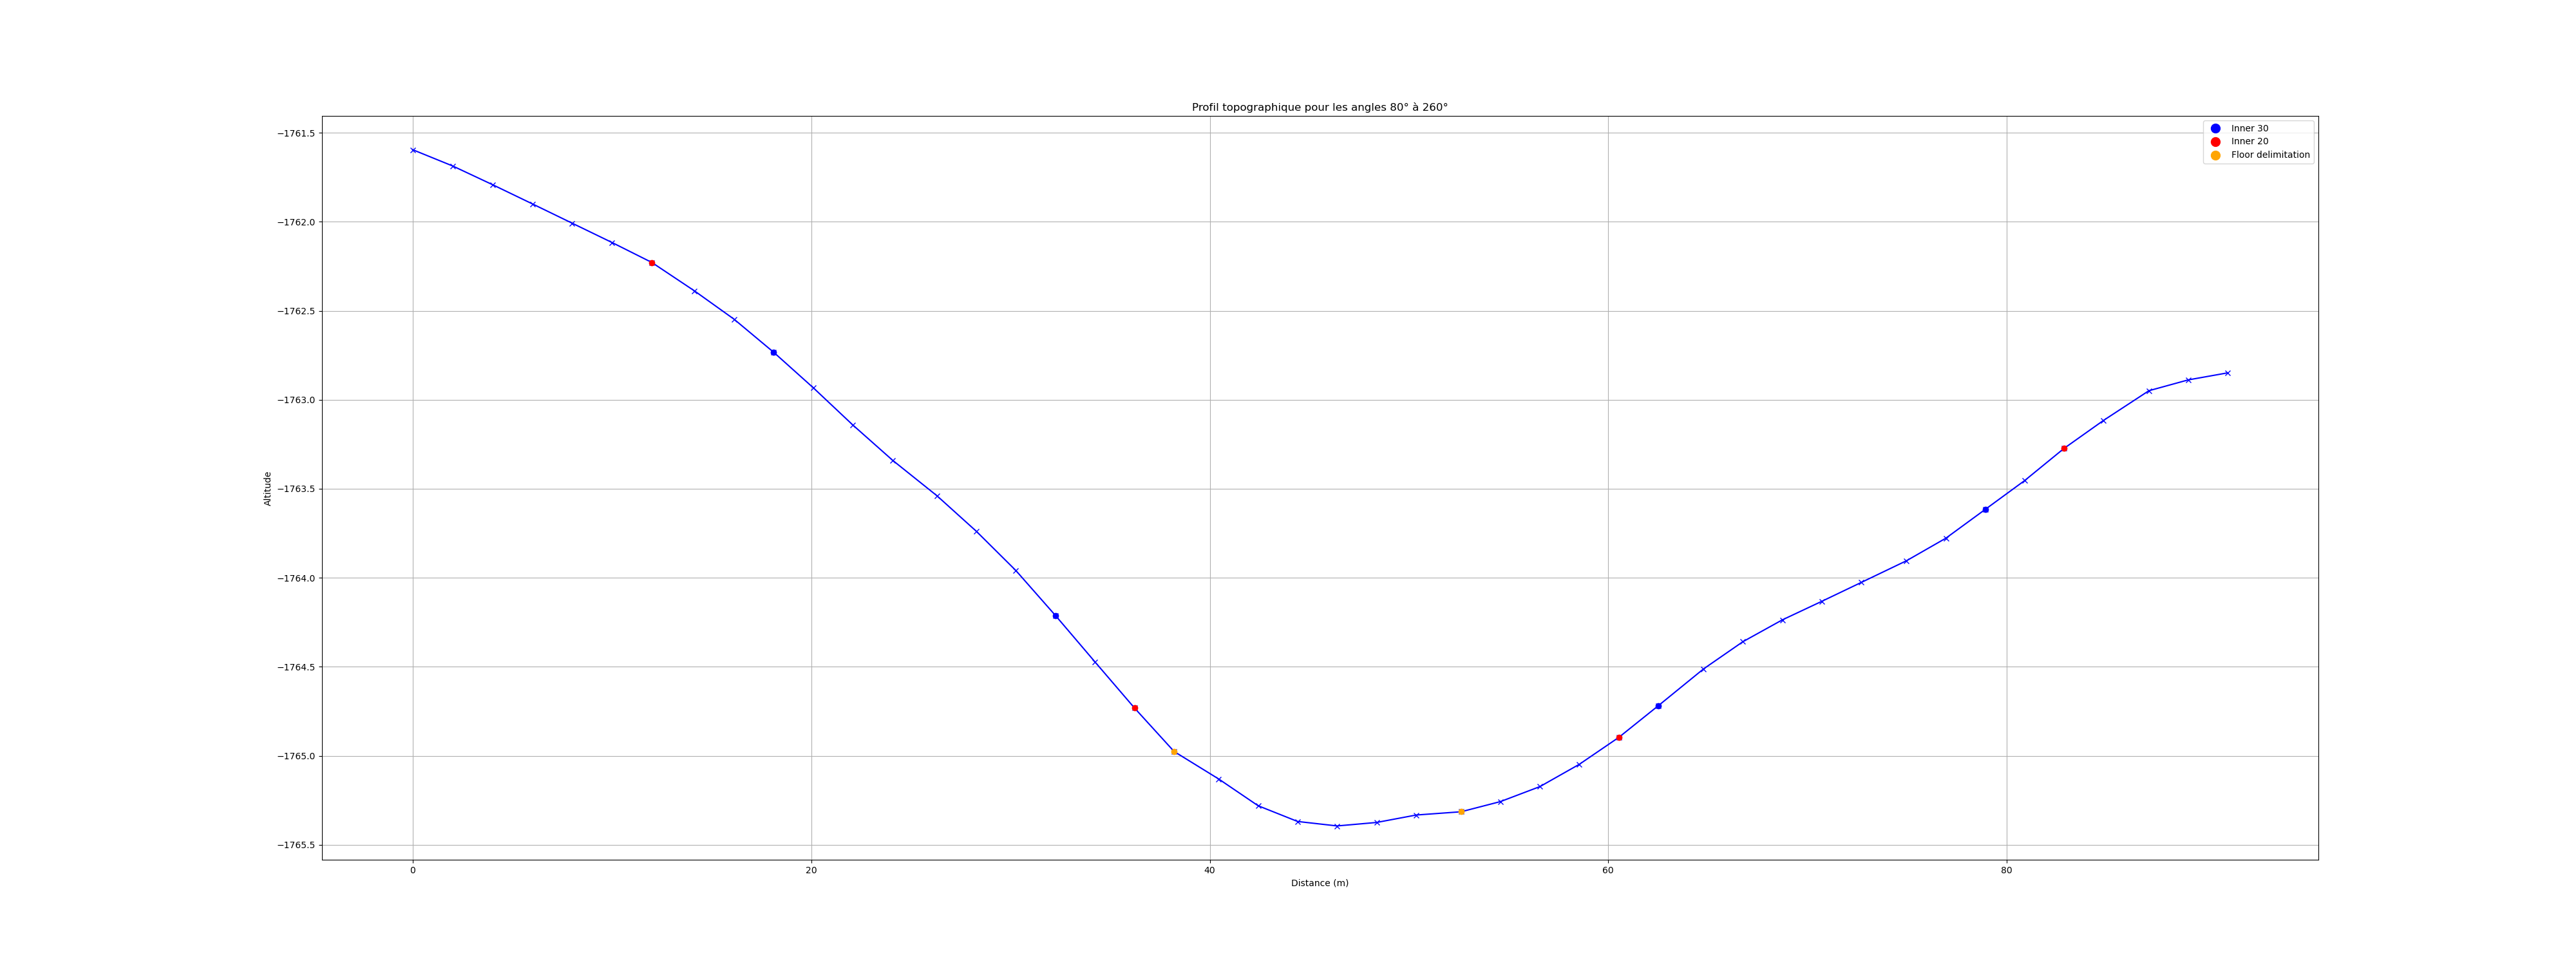 Profil topographique pour les angles 80° à 260°
Inner 30
Inner 20
Floor delimitation
Altitude
−1761.5
−1762.0
−1762.5
−1763.0
−1763.5
−1764.0
−1764.5
−1765.0
−1765.5
0 20 40 60 80
Distance (m)